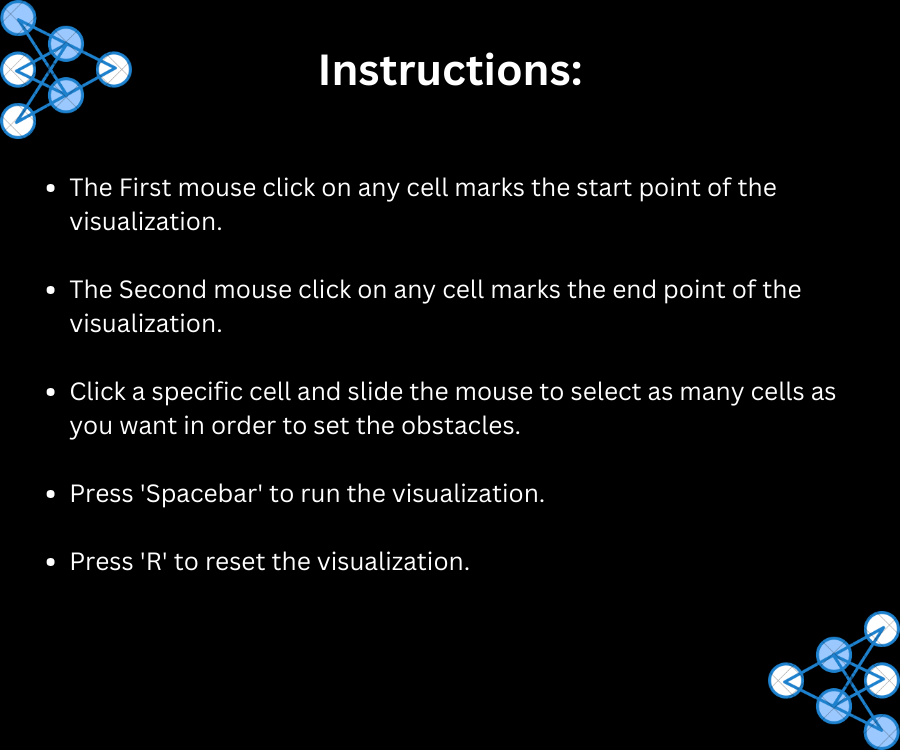 Instructions:
• The First mouse click on any cell marks the start point of the
visualization.
• The Second mouse click on any cell marks the end point of the
visualization.
• Click a specific cell and slide the mouse to select as many cells as
you want in order to set the obstacles.
• Press 'Spacebar' to run the visualization.
• Press 'R' to reset the visualization.